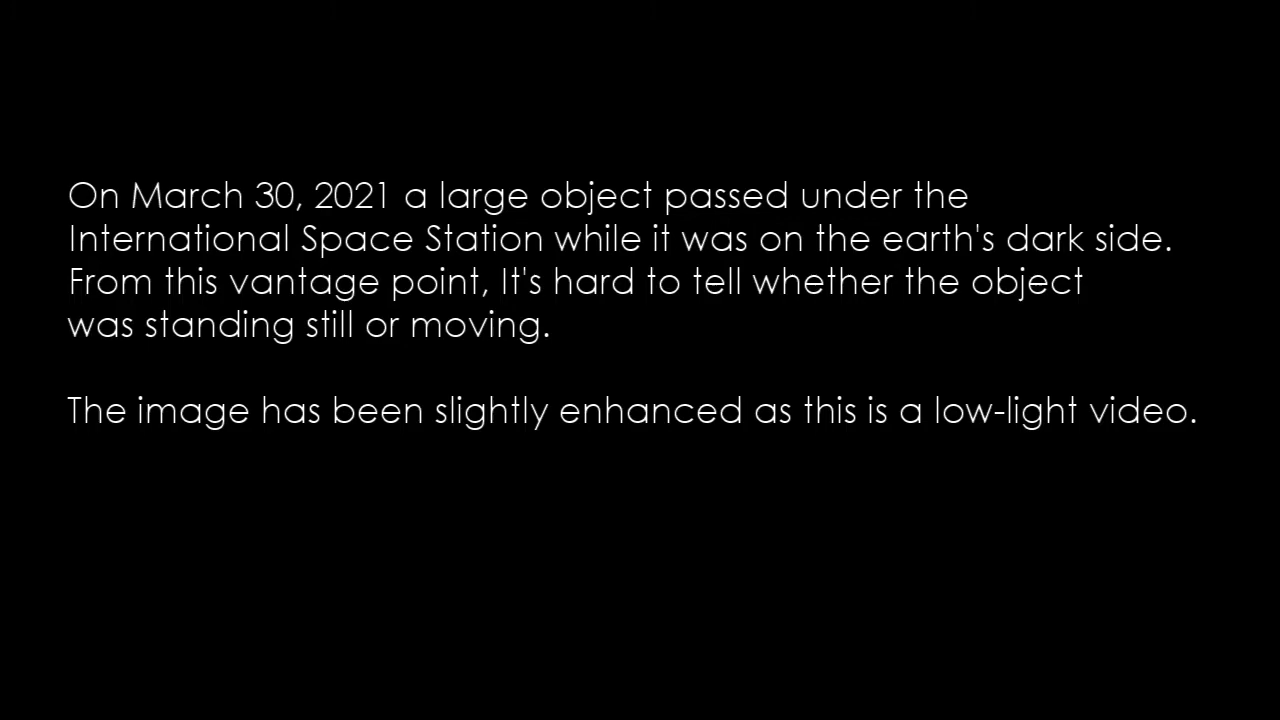 On March 30, 2021 a large object passed under the
International Space Station while it was on the earth's dark side.
From this vantage point, It's hard to tell whether the object
was standing still or moving.
The image has been slightly enhanced as this is a low-light video.